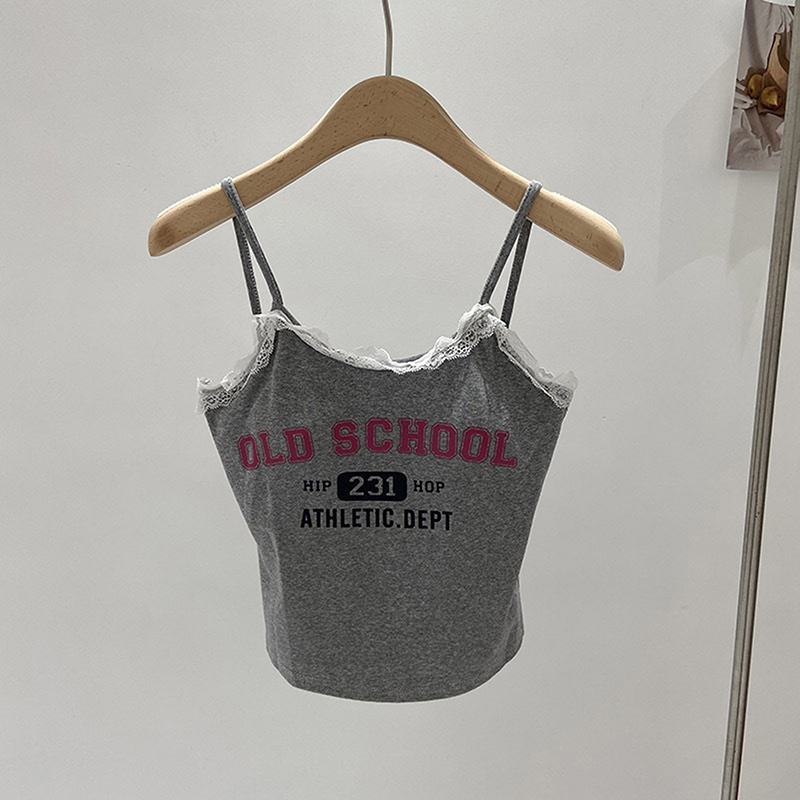 OLD SCHOOL
HIP 231 HOP
ATHLETIC.DEPT